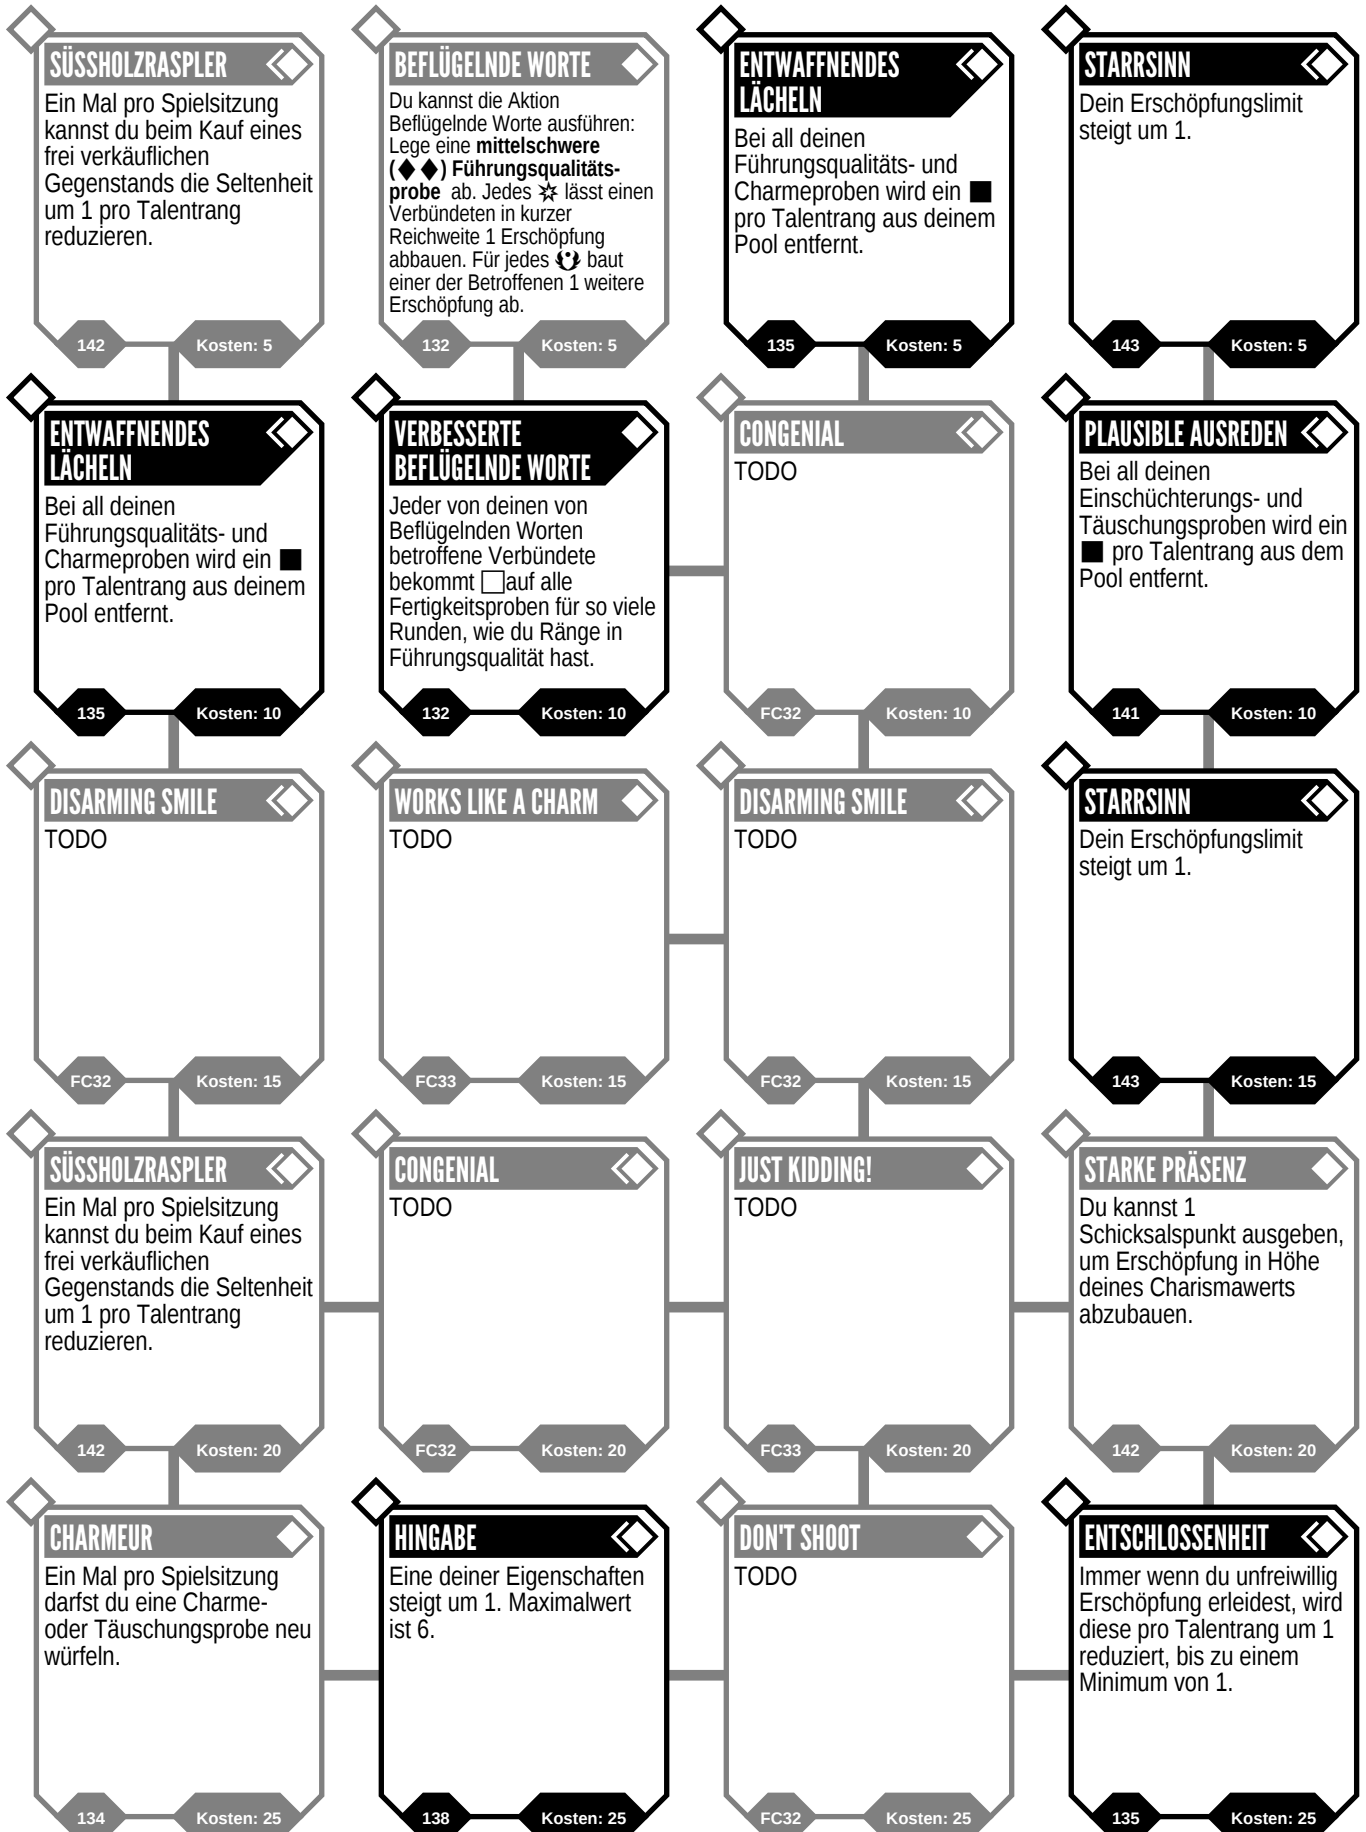 SÜSSHOLZRASPLER
Ein Mal pro Spielsitzung
kannst du beim Kauf eines
frei verkäuflichen
Gegenstands die Seltenheit
um 1 pro Talentrang
reduzieren.
142
Kosten: 5
BEFLÜGELNDE WORTE
Du kannst die Aktion
Beflügelnde Worte ausführen:
Lege eine mittelschwere
(♦ ♦) Führungsqualitäts-
probe ab. Jedes lässt einen
Verbündeten in kurzer
Reichweite 1 Erschöpfung
abbauen. Für jedes baut
einer der Betroffenen 1 weitere
Erschöpfung ab.
132
Kosten: 5
ENTWAFFNENDES
LÄCHELN
Bei all deinen
Führungsqualitäts- und
Charmeproben wird ein ■
pro Talentrang aus deinem
Pool entfernt.
135
Kosten: 5
STARRSINN
Dein Erschöpfungslimit
steigt um 1.
143
Kosten: 5
ENTWAFFNENDES
LÄCHELN
Bei all deinen
Führungsqualitäts- und
Charmeproben wird ein ■
pro Talentrang aus deinem
Pool entfernt.
135
Kosten: 10
VERBESSERTE
BEFLÜGELNDE WORTE
Jeder von deinen von
Beflügelnden Worten
betroffene Verbündete
bekommt □auf alle
Fertigkeitsproben für so viele
Runden, wie du Ränge in
Führungsqualität hast.
132
Kosten: 10
CONGENIAL
TODO
FC32
Kosten: 10
PLAUSIBLE AUSREDEN
Bei all deinen
Einschüchterungs- und
Täuschungsproben wird ein
■ pro Talentrang aus dem
Pool entfernt.
141
Kosten: 10
DISARMING SMILE
TODO
FC32
Kosten: 15
WORKS LIKE A CHARM
TODO
FC33
Kosten: 15
DISARMING SMILE
TODO
FC32
Kosten: 15
STARRSINN
Dein Erschöpfungslimit
steigt um 1.
143
Kosten: 15
SÜSSHOLZRASPLER
Ein Mal pro Spielsitzung
kannst du beim Kauf eines
frei verkäuflichen
Gegenstands die Seltenheit
um 1 pro Talentrang
reduzieren.
142
Kosten: 20
CONGENIAL
TODO
FC32
Kosten: 20
JUST KIDDING!
TODO
FC33
Kosten: 20
STARKE PRÄSENZ
Du kannst 1
Schicksalspunkt ausgeben,
um Erschöpfung in Höhe
deines Charismawerts
abzubauen.
142
Kosten: 20
CHARMEUR
Ein Mal pro Spielsitzung
darfst du eine Charme-
oder Täuschungsprobe neu
würfeln.
134
Kosten: 25
HINGABE
Eine deiner Eigenschaften
steigt um 1. Maximalwert
ist 6.
138
Kosten: 25
DON'T SHOOT
TODO
FC32
Kosten: 25
ENTSCHLOSSENHEIT
Immer wenn du unfreiwillig
Erschöpfung erleidest, wird
diese pro Talentrang um 1
reduziert, bis zu einem
Minimum von 1.
135
Kosten: 25